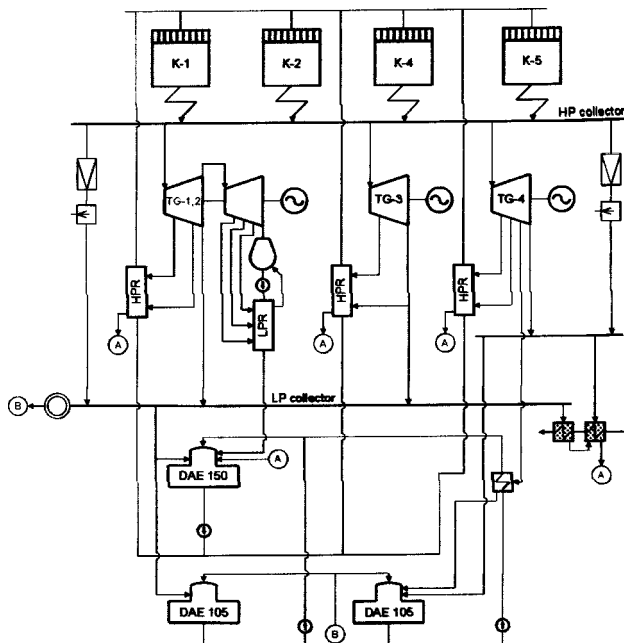 K-1
K-2
K-4
K-5
HP collector
TG-1,2
TG-3
TG-4
HPR
LPR
HPR
HPR
A
A
A
B
LP collector
A
A
DAE 150
DAE 105
DAE 105
B